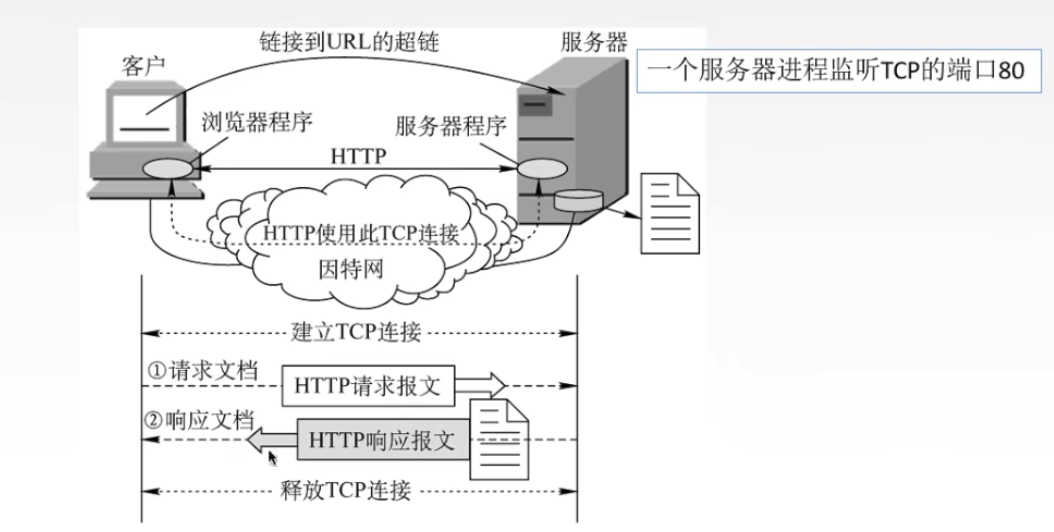 链接到URL的超链
服务器
一个服务器进程监听TCP的端口80
客户
浏览器程序
服务器程序
HTTP
HTTP使用此TCP连接
因特网
建立TCP连接
①请求文档
HTTP请求报文
②响应文档
HTTP响应报文
释放TCP连接